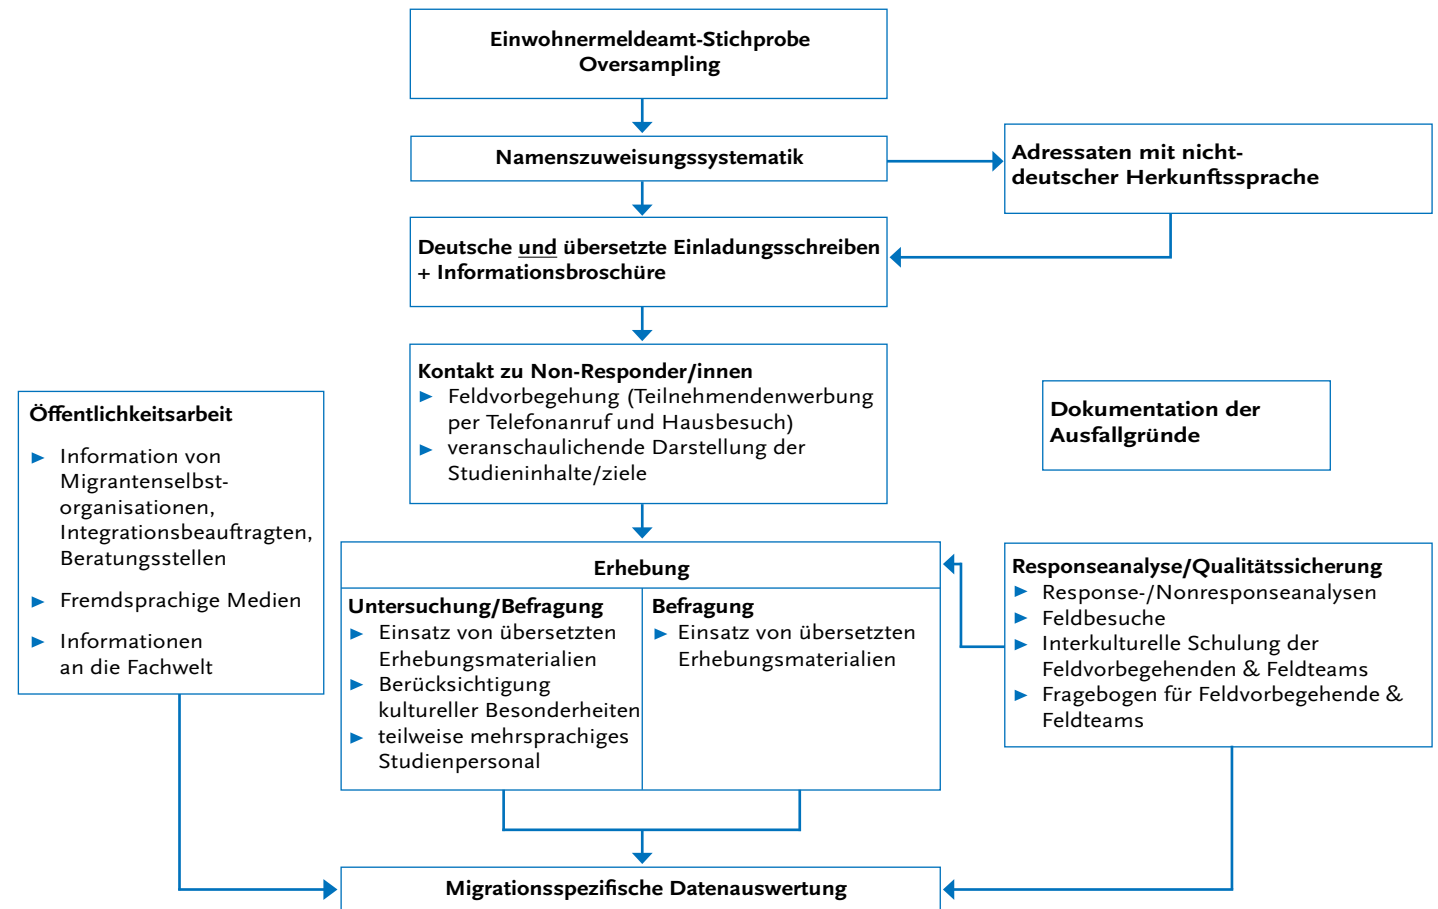 Einwohnermeldeamt-Stichprobe
Oversampling
Namenszuweisungssystematik
Adressaten mit nicht-
deutscher Herkunftssprache
Deutsche und übersetzte Einladungsschreiben
+ Informationsbroschüre
Kontakt zu Non-Responder/innen
► Feldvorbegehung (Teilnehmendenwerbung
per Telefonanruf und Hausbesuch)
► veranschaulichende Darstellung der
Studieninhalte/ziele
Öffentlichkeitsarbeit
► Information von
Migrantenselbst-
organisationen,
Integrationsbeauftragten,
Beratungsstellen
► Fremdsprachige Medien
► Informationen
an die Fachwelt
Dokumentation der
Ausfallgründe
Erhebung
Untersuchung/Befragung
► Einsatz von übersetzten
Erhebungsmaterialien
► Berücksichtigung
kultureller Besonderheiten
► teilweise mehrsprachiges
Studienpersonal
Befragung
► Einsatz von übersetzten
Erhebungsmaterialien
Responseanalyse/Qualitätssicherung
► Response-/Nonresponseanalysen
► Feldbesuche
► Interkulturelle Schulung der
Feldvorbegehenden & Feldteams
► Fragebogen für Feldvorbegehende &
Feldteams
Migrationsspezifische Datenauswertung